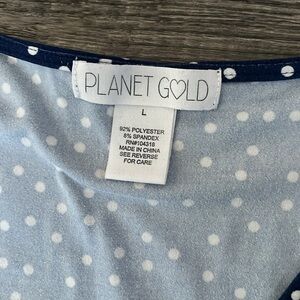 PLANET GOLD
L
92% POLYESTER
8% SPANDEX
RN#104318
MADE IN CHINA
SEE REVERSE
FOR CARE